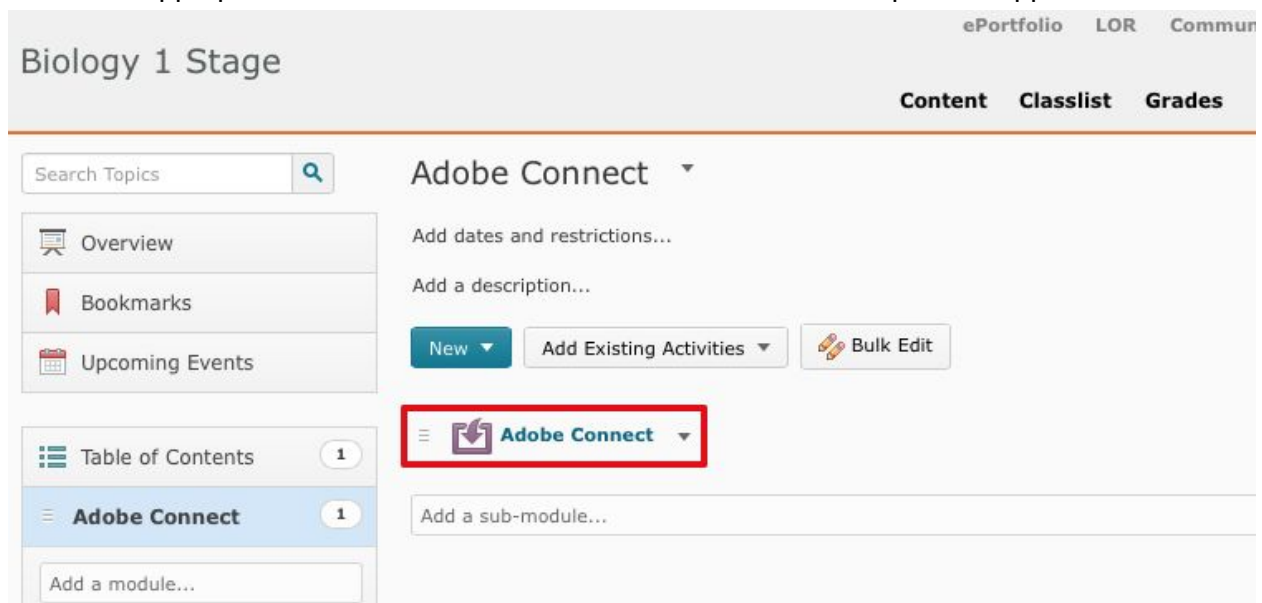 ePortfolio LOR Commun
Biology 1 Stage
Content Classlist Grades
Search Topics
Overview
Bookmarks
Upcoming Events
Table of Contents 1
Adobe Connect 1
Add a module...
Adobe Connect
Add dates and restrictions...
Add a description...
New Add Existing Activities Bulk Edit
Adobe Connect
Add a sub-module...